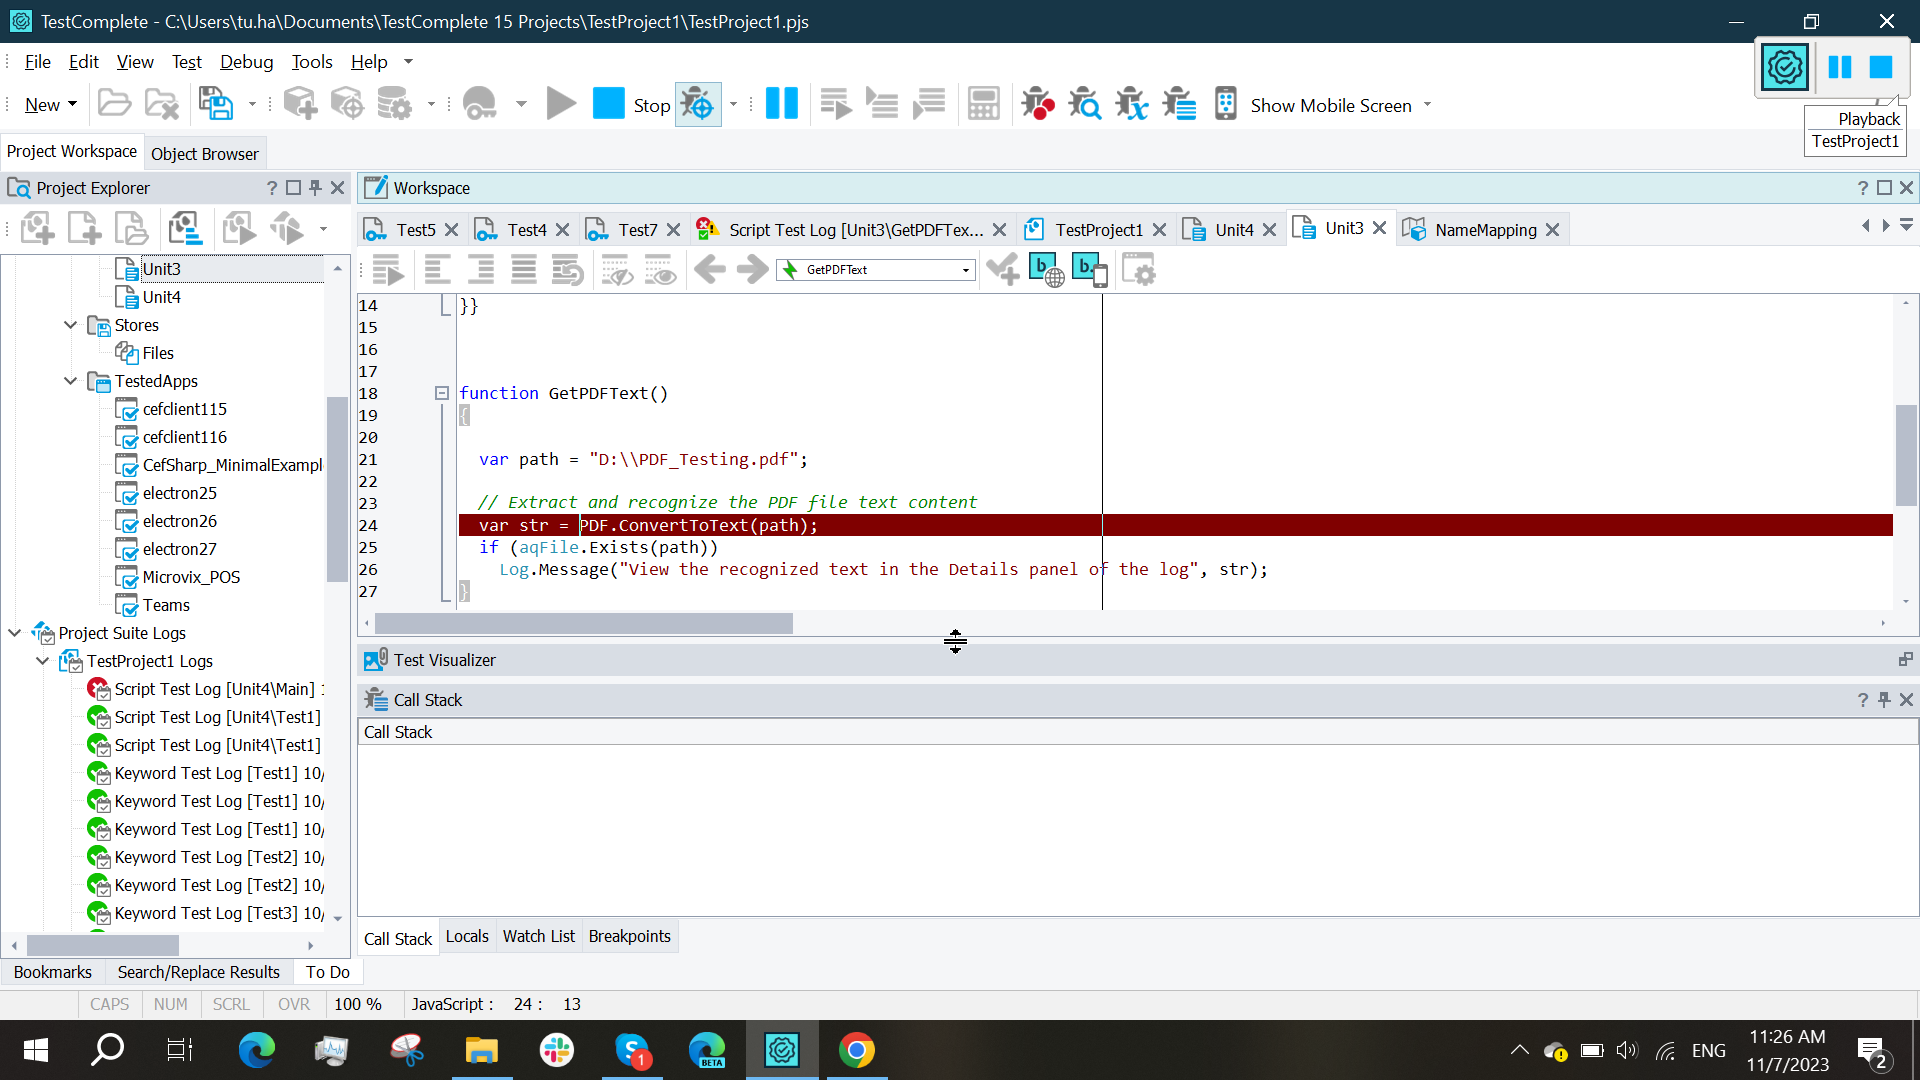 TestComplete - C:\Users\tu.ha\Documents\TestComplete 15 Projects\TestProject1\TestProject1.pjs
File Edit View Test Debug Tools Help
New Stop Show Mobile Screen
Playback
TestProject1
Project Workspace Object Browser
Project Explorer
Workspace
Test5 Test4 Test7 Script Test Log [Unit3\GetPDFTex... TestProject1 Unit4 Unit3 NameMapping
GetPDFText
Unit3
Unit4
Stores
Files
TestedApps
cefclient115
cefclient116
CefSharp_MinimalExampl
electron25
electron26
electron27
Microvix_POS
Teams
Project Suite Logs
TestProject1 Logs
Script Test Log [Unit4\Main] 1
Script Test Log [Unit4\Test1]
Script Test Log [Unit4\Test1]
Keyword Test Log [Test1] 10/
Keyword Test Log [Test1] 10/
Keyword Test Log [Test1] 10/
Keyword Test Log [Test2] 10/
Keyword Test Log [Test2] 10/
Keyword Test Log [Test3] 10/
14 }}
15
16
17
18 function GetPDFText()
19 {
20
21 var path = "D:\\PDF_Testing.pdf";
22
23 // Extract and recognize the PDF file text content
24 var str = PDF.ConvertToText(path);
25 if (aqFile.Exists(path))
26 Log.Message("View the recognized text in the Details panel of the log", str);
27 }
Test Visualizer
Call Stack
Call Stack
Call Stack Locals Watch List Breakpoints
Bookmarks Search/Replace Results To Do
CAPS NUM SCRL OVR 100 % JavaScript : 24 : 13
1
BETA
ENG
11:26 AM
11/7/2023
2